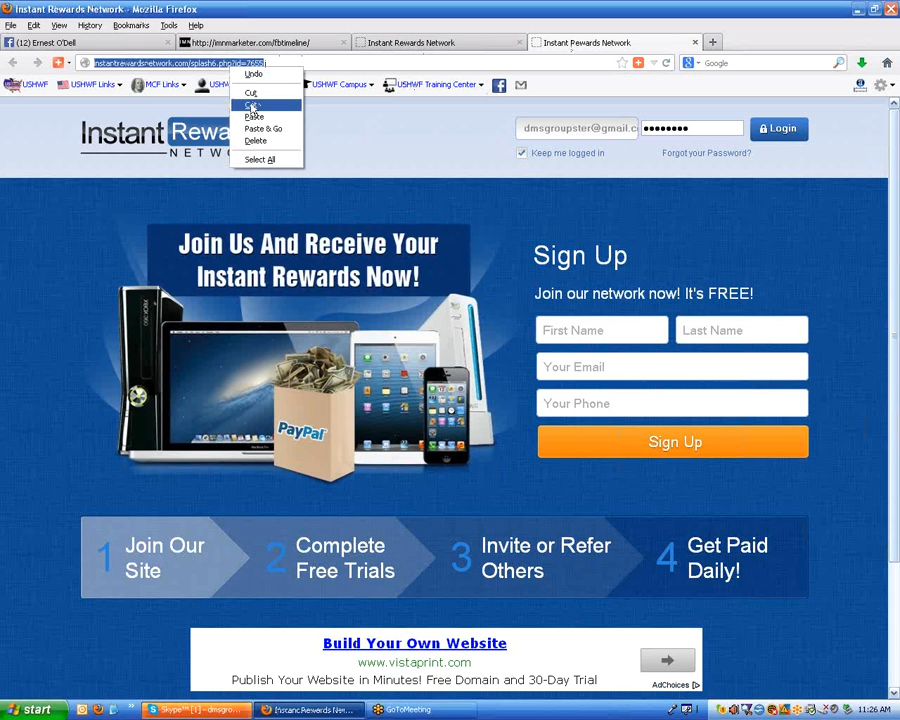 Instant Rewards Network - Mozilla Firefox
File Edit View History Bookmarks Tools Help
(12) Ernest O'Dell
http://imnmarketer.com/fbtimeline/
Instant Rewards Network
Instant Rewards Network
instantrewardsnetwork.com/splash6.php?id=7655
Google
USHWF
USHWF Links
MCF Links
USHWF Campus
USHWF Training Center
Undo
Cut
Paste
Paste & Go
Delete
Select All
Instant
NETW
dmsgroupster@gmail.c
Login
Keep me logged in
Forgot your Password?
Join Us And Receive Your
Instant Rewards Now!
PayPal
Sign Up
Join our network now! It's FREE!
First Name
Last Name
Your Email
Your Phone
Sign Up
1 Join Our
Site
2 Complete
Free Trials
3 Invite or Refer
Others
4 Get Paid
Daily!
Build Your Own Website
www.vistaprint.com
Publish Your Website in Minutes! Free Domain and 30-Day Trial
AdChoices
start
Skype™ - dmsgro...
Instant Rewards Net...
GoToMeeting
11:26 AM